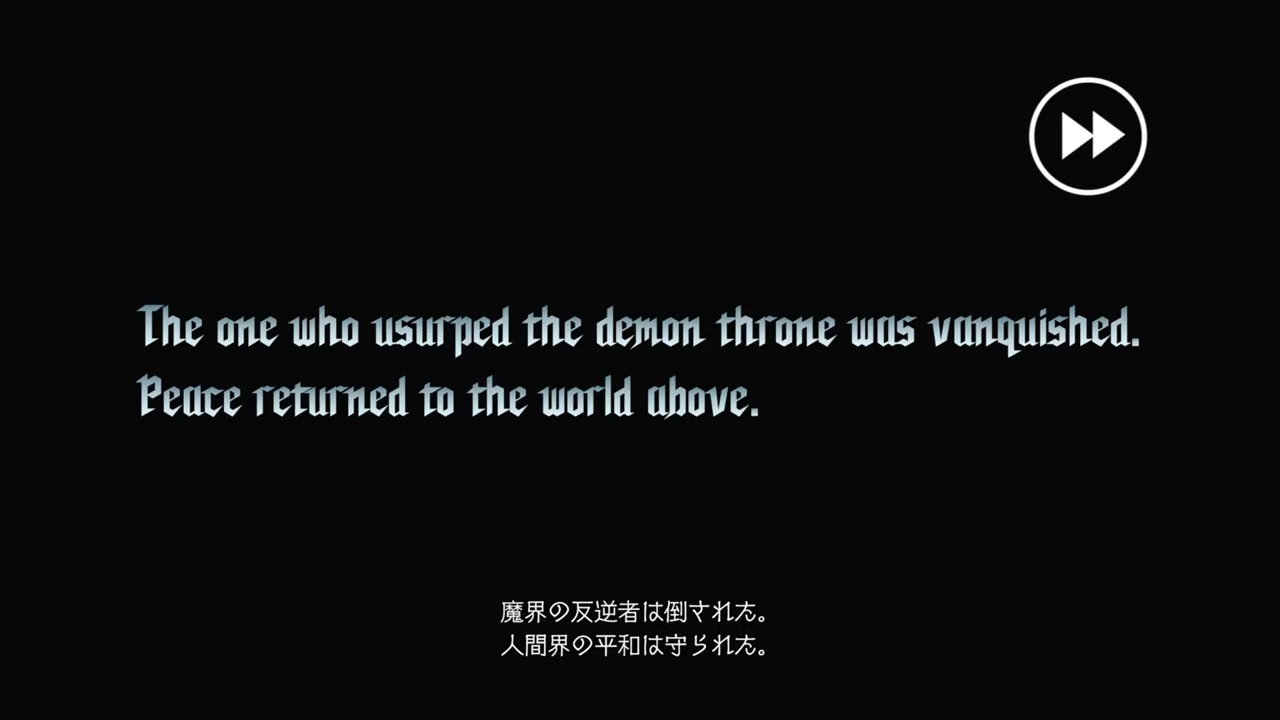 The one who usurped the demon throne was vanquished.
Peace returned to the world above.
魔界の反逆者は倒された。
人間界の平和は守られた。